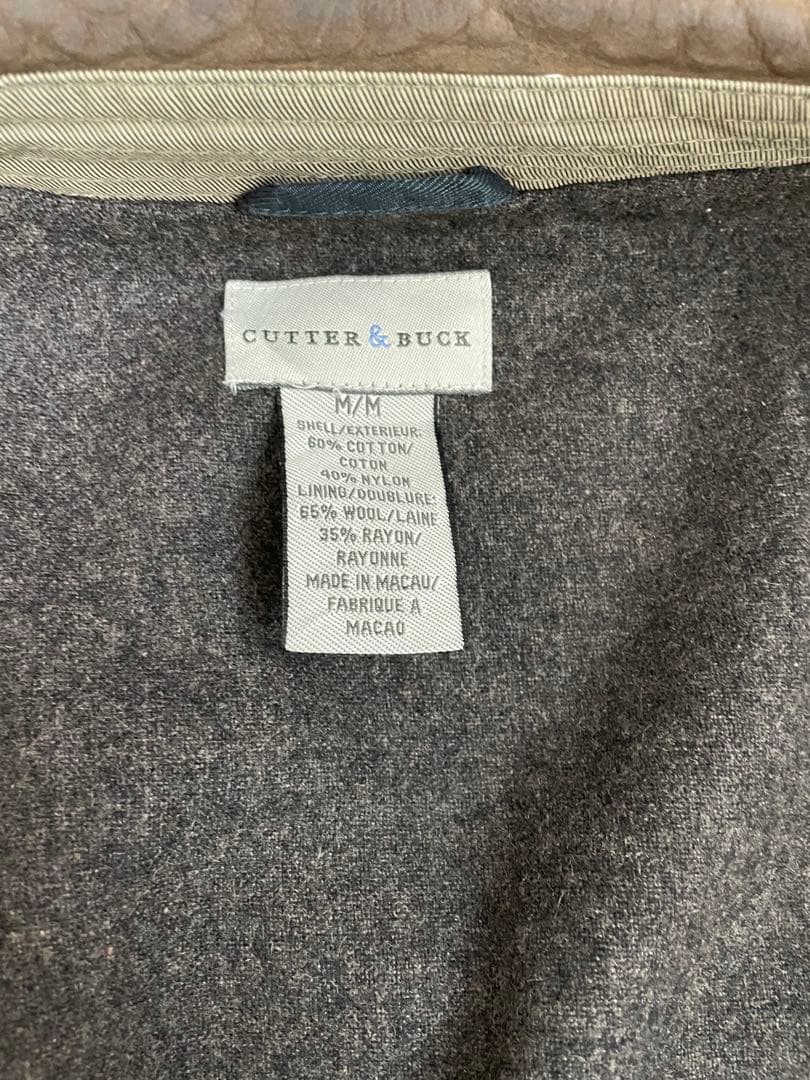 CUTTER & BUCK
M/M
SHELL/EXTERIEUR:
60% COTTON/
COTON
40% NYLON
LINING/DOUBLURE:
65% WOOL/LAINE
35% RAYON/
RAYONNE
MADE IN MACAU/
FABRIQUE A
MACAO